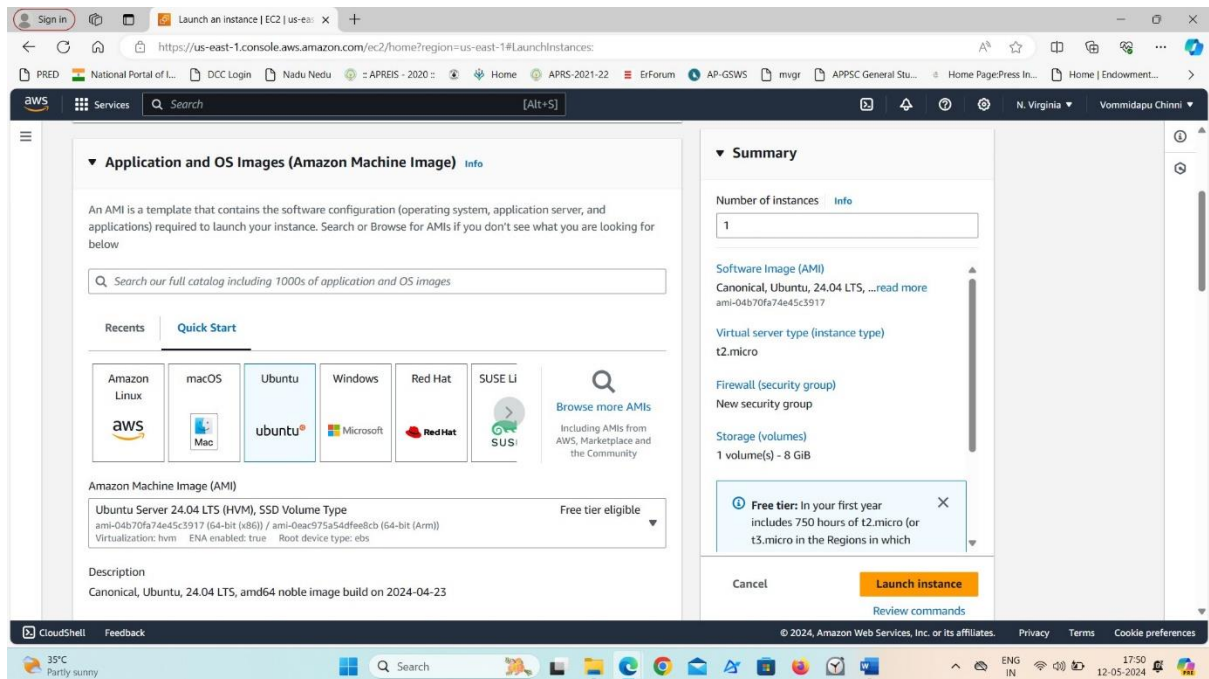 Sign in
Launch an instance | EC2 | us-eas
https://us-east-1.console.aws.amazon.com/ec2/home?region=us-east-1#LaunchInstances:
PRED
National Portal of I...
DCC Login
Nadu Nedu
:: APREIS - 2020 ::
Home
APRS-2021-22
ErForum
AP-GSWS
mvgr
APPSC General Stu...
Home Page:Press In...
Home | Endowment...
aws
Services
Search
[Alt+S]
N. Virginia
Vommidapu Chinni
Application and OS Images (Amazon Machine Image) Info
An AMI is a template that contains the software configuration (operating system, application server, and
applications) required to launch your instance. Search or Browse for AMIs if you don't see what you are looking for
below
Search our full catalog including 1000s of application and OS images
Recents
Quick Start
Amazon
Linux
aws
macOS
Mac
Ubuntu
ubuntu®
Windows
Microsoft
Red Hat
Red Hat
SUSE Li
SUS
Browse more AMIs
Including AMIs from
AWS, Marketplace and
the Community
Amazon Machine Image (AMI)
Ubuntu Server 24.04 LTS (HVM), SSD Volume Type
Free tier eligible
ami-04b70fa74e45c3917 (64-bit (x86)) / ami-0eac975a54dfee8cb (64-bit (Arm))
Virtualization: hvm ENA enabled: true Root device type: ebs
Description
Canonical, Ubuntu, 24.04 LTS, amd64 noble image build on 2024-04-23
Summary
Number of instances Info
1
Software Image (AMI)
Canonical, Ubuntu, 24.04 LTS, ...read more
ami-04b70fa74e45c3917
Virtual server type (instance type)
t2.micro
Firewall (security group)
New security group
Storage (volumes)
1 volume(s) - 8 GiB
Free tier: In your first year
includes 750 hours of t2.micro (or
t3.micro in the Regions in which
Cancel
Launch instance
Review commands
CloudShell
Feedback
© 2024, Amazon Web Services, Inc. or its affiliates.
Privacy
Terms
Cookie preferences
35°C
Partly sunny
Search
ENG
IN
17:50
12-05-2024
PRE